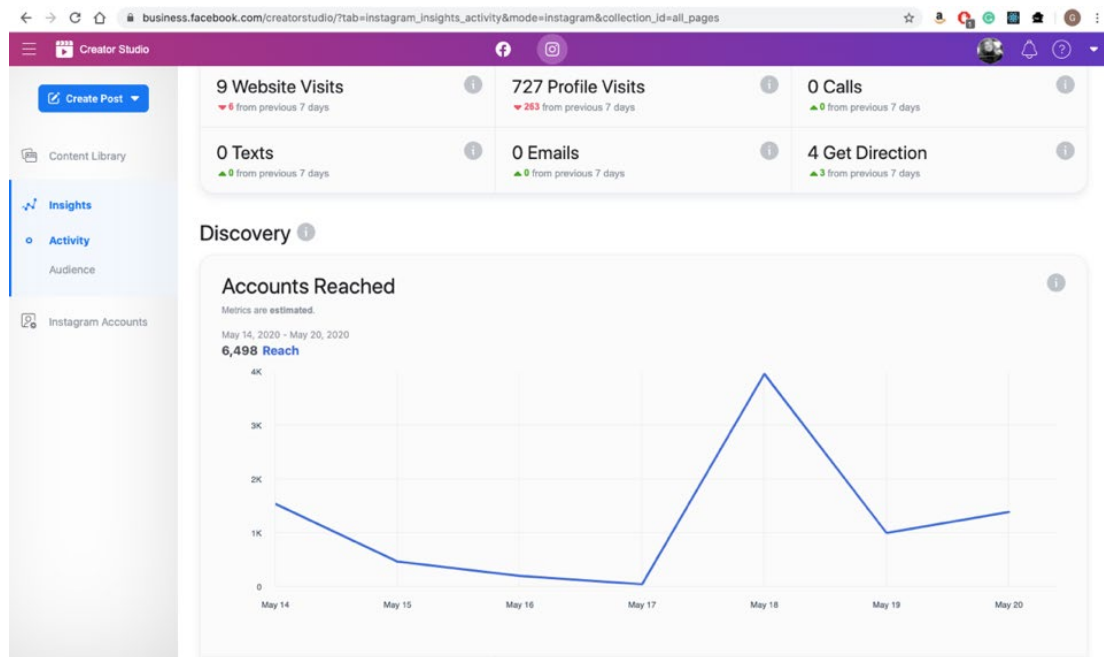 business.facebook.com/creatorstudio/?tab=instagram_insights_activity&mode=instagram&collection_id=all_pages
1
G
Creator Studio
Create Post
Content Library
Insights
Activity
Audience
Instagram Accounts
9 Website Visits
6 from previous 7 days
727 Profile Visits
263 from previous 7 days
0 Calls
0 from previous 7 days
0 Texts
0 from previous 7 days
0 Emails
0 from previous 7 days
4 Get Direction
3 from previous 7 days
Discovery
Accounts Reached
Metrics are estimated.
May 14, 2020 - May 20, 2020
6,498 Reach
4K
3K
2K
1K
0
May 14 May 15 May 16 May 17 May 18 May 19 May 20